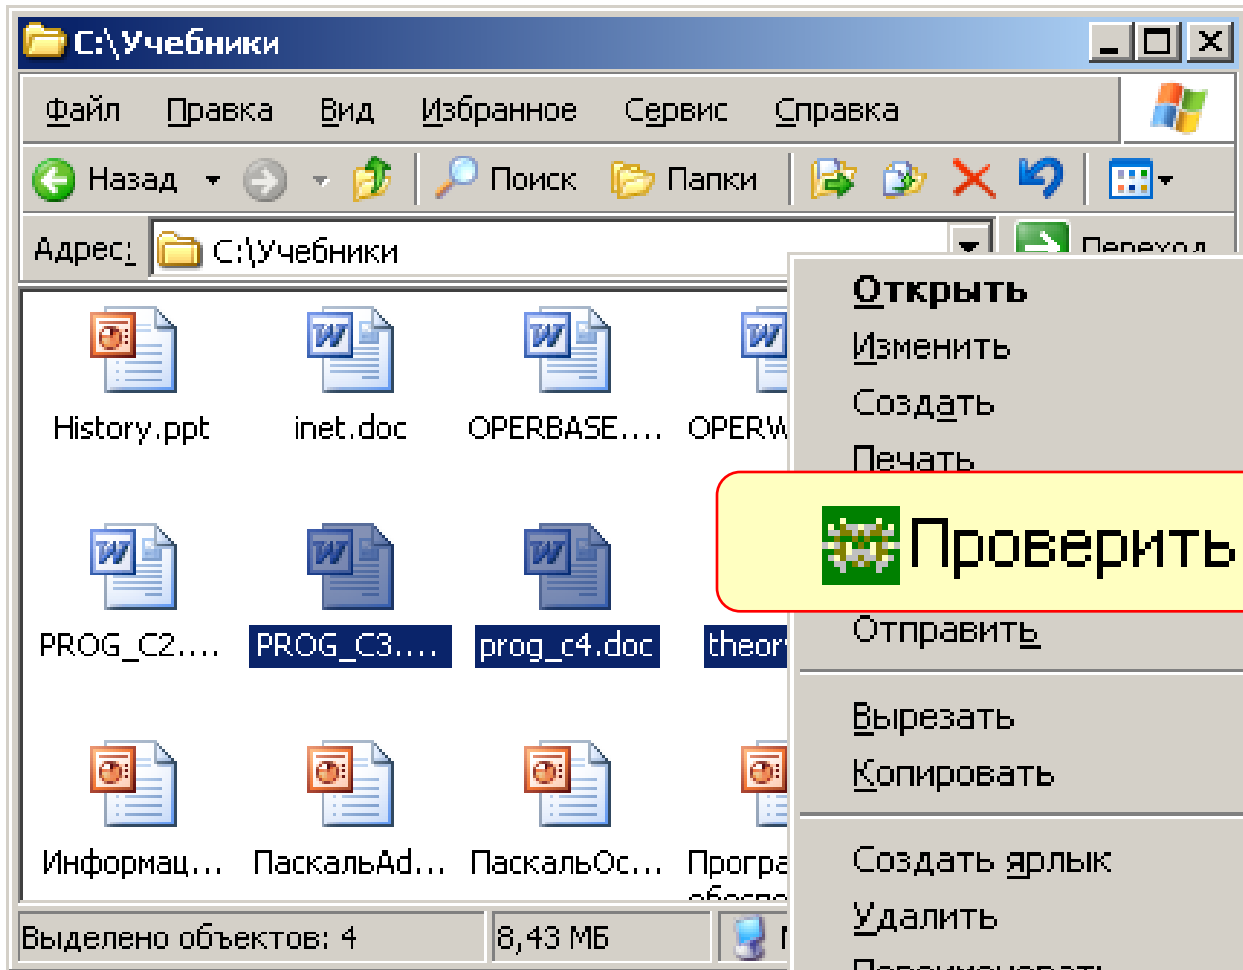 C:\Учебники
Файл Правка Вид Избранное Сервис Справка
Назад Поиск Папки
Адрес: C:\Учебники Переход
Открыть
Изменить
Создать
Печать
History.ppt inet.doc OPERBASE....
Проверить
Отправить
PROG_C2.... PROG_C3.... prog_c4.doc
Вырезать
Копировать
Создать ярлык
Информац... ПаскальAd... ПаскальОс...
Удалить
Выделено объектов: 4 8,43 МБ
Переименовать